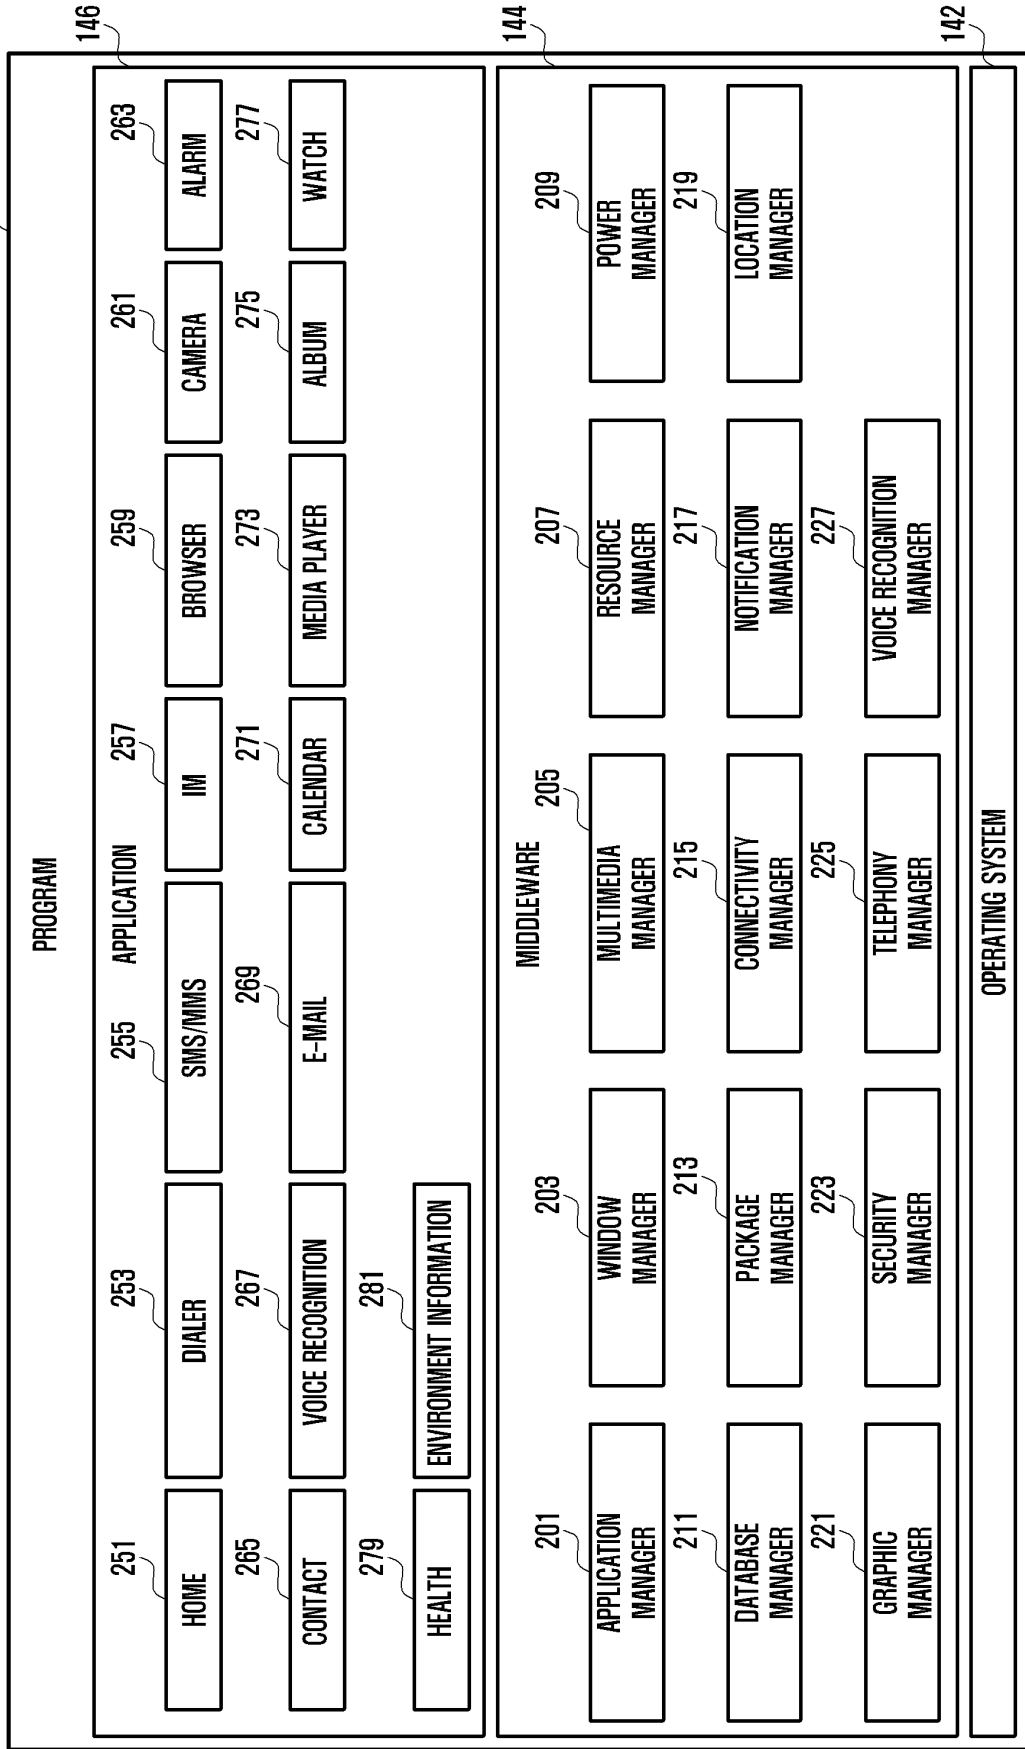 PROGRAM
146
APPLICATION
251 253 255 257 259 261 263
HOME DIALER SMS/MMS IM BROWSER CAMERA ALARM
265 267 269 271 273 275 277
CONTACT VOICE RECOGNITION E-MAIL CALENDAR MEDIA PLAYER ALBUM WATCH
279 281
HEALTH ENVIRONMENT INFORMATION
144
MIDDLEWARE
201 203 205 207 209
APPLICATION WINDOW MULTIMEDIA RESOURCE POWER
MANAGER MANAGER MANAGER MANAGER MANAGER
211 213 215 217 219
DATABASE PACKAGE CONNECTIVITY NOTIFICATION LOCATION
MANAGER MANAGER MANAGER MANAGER MANAGER
221 223 225 227
GRAPHIC SECURITY TELEPHONY VOICE RECOGNITION
MANAGER MANAGER MANAGER MANAGER
142
OPERATING SYSTEM